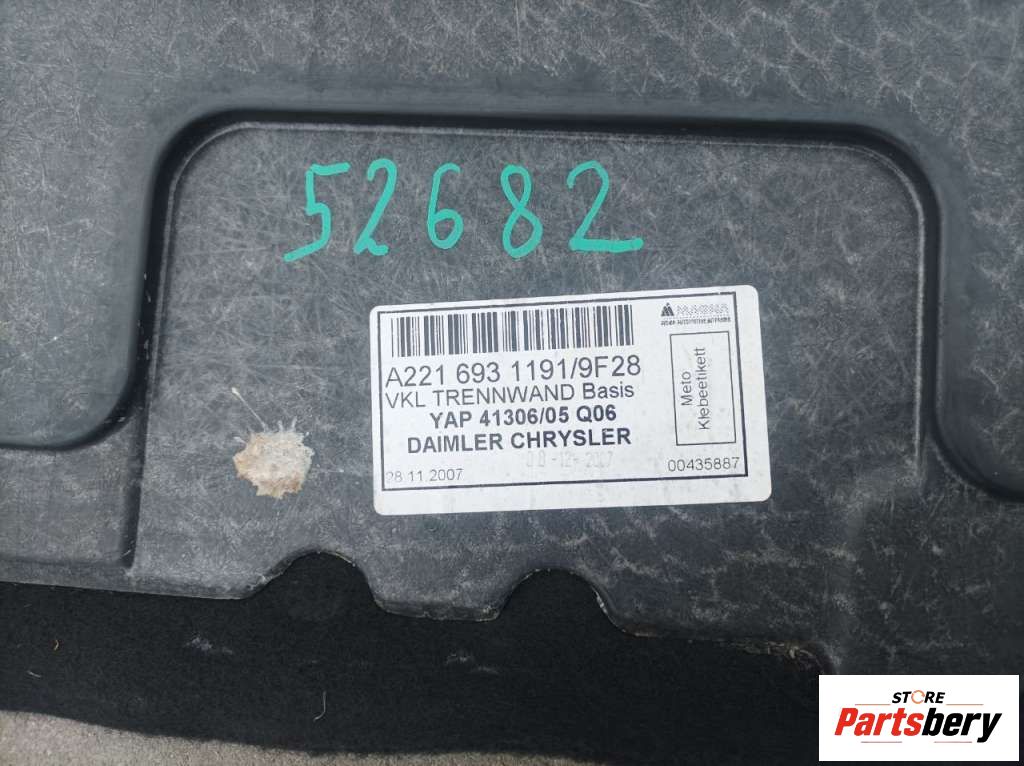 52682
MAGNA
A221 693 1191/9F28
VKL TRENNWAND Basis
YAP 41306/05 Q06
DAIMLER CHRYSLER
08-12-2007
28.11.2007
00435887
Meto
Klebeetikett
STORE
Partsbery